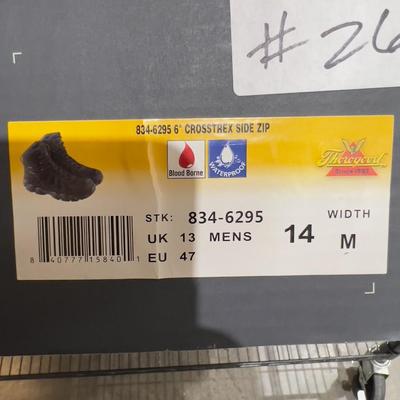 #26
834-6295 6" CROSSTREX SIDE ZIP
Blood Borne
WATERPROOF
Thorogood
Since 1892
STK: 834-6295
WIDTH
UK 13 MENS 14 M
EU 47
8 40777 15840 1